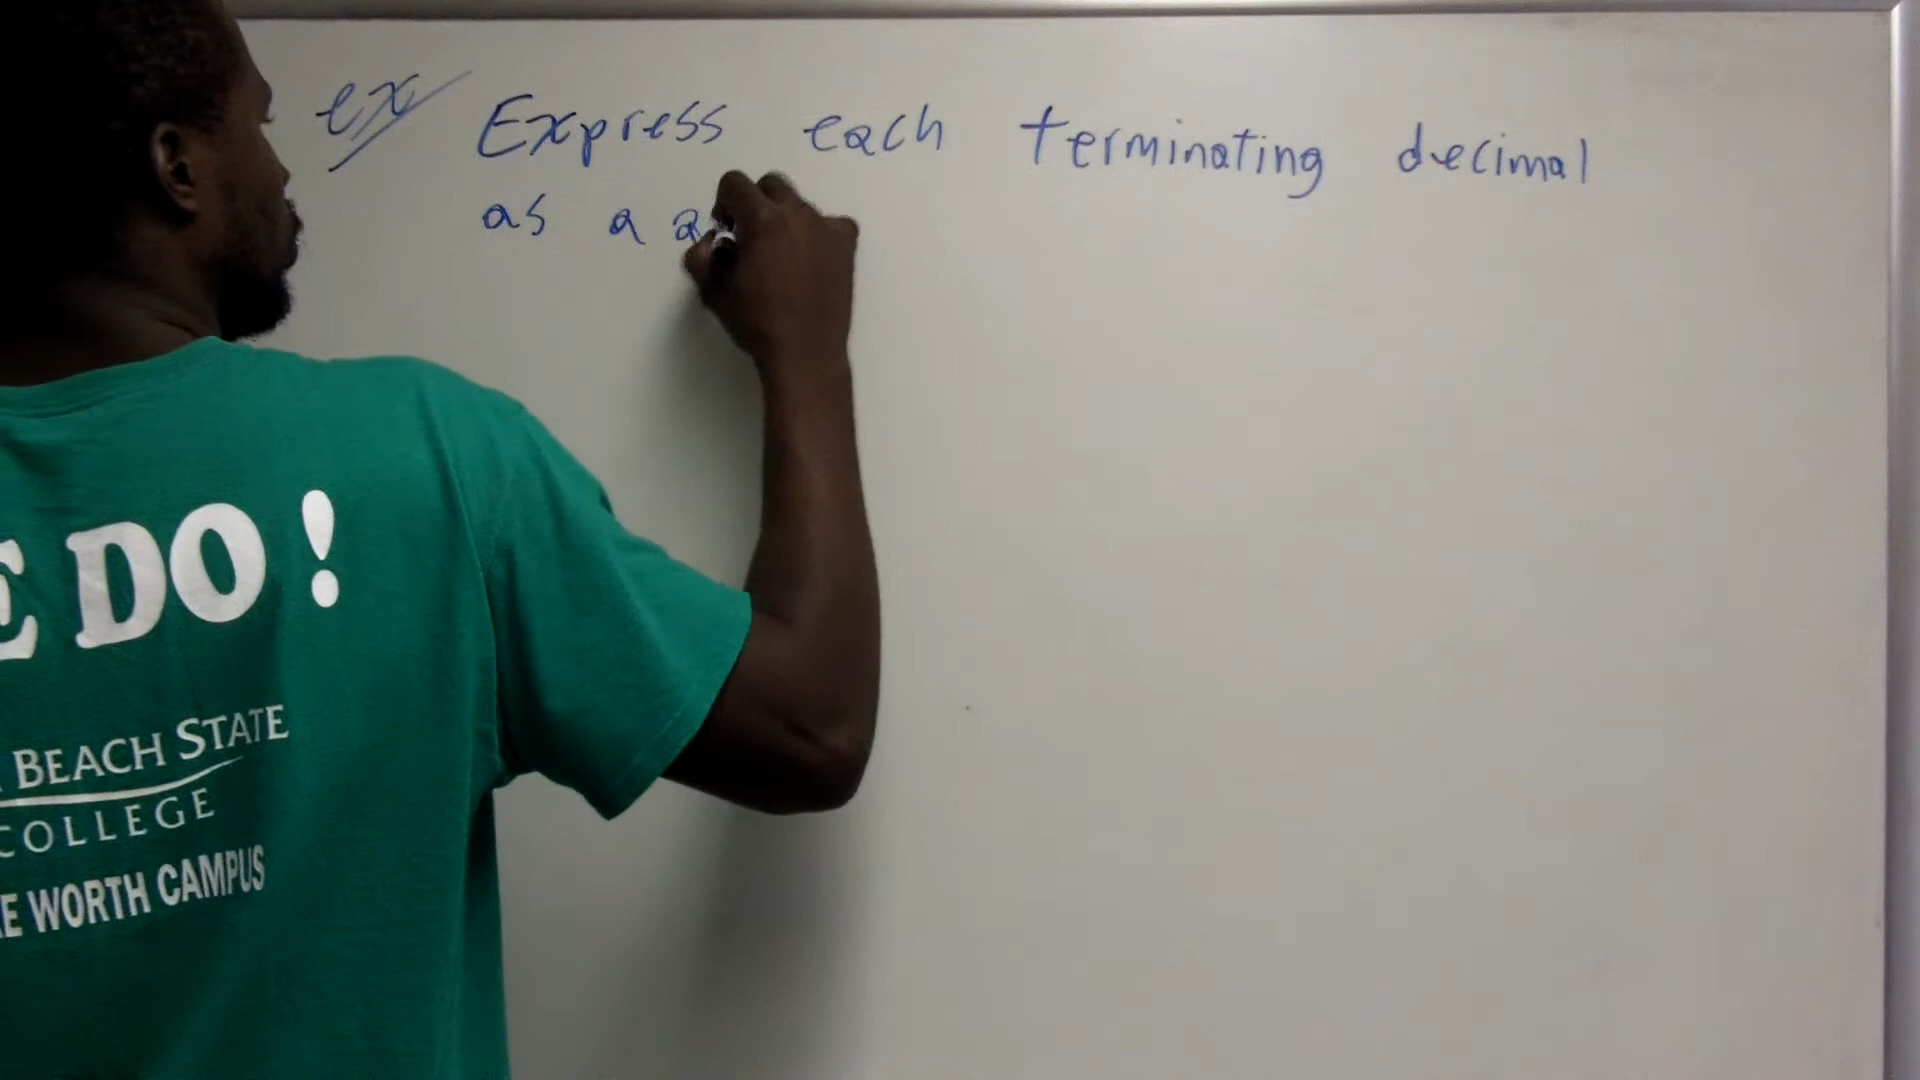 ex Express each terminating decimal
as a a
E DO!
BEACH STATE
COLLEGE
E WORTH CAMPUS